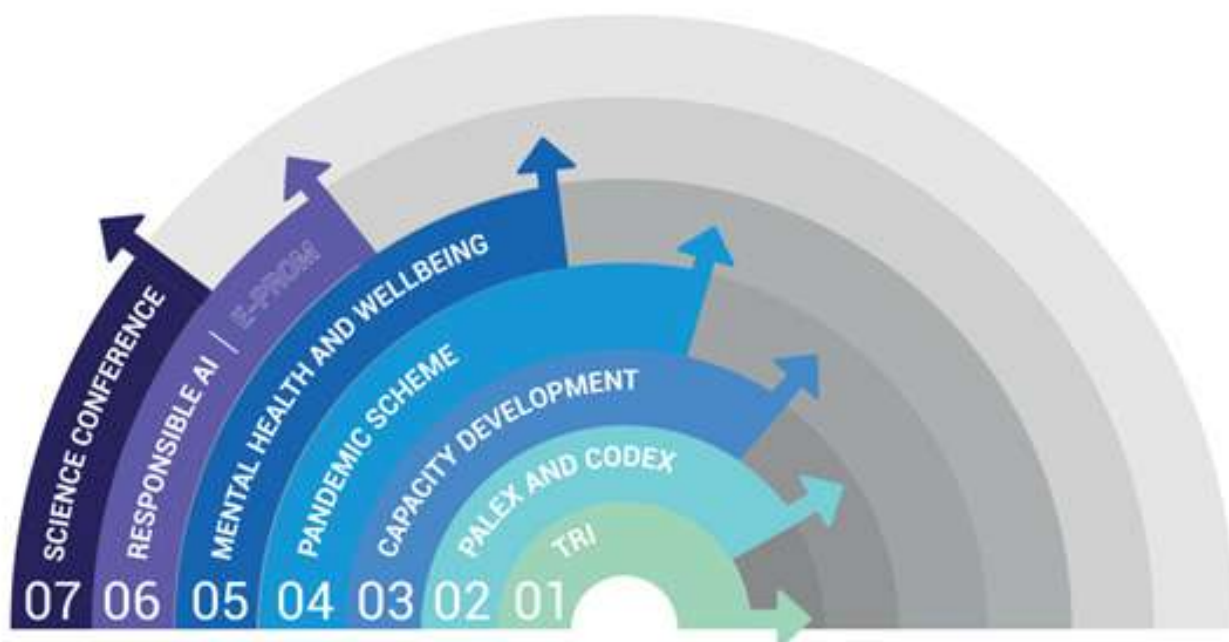 SCIENCE CONFERENCE
RESPONSIBLE AI | E-PROM
MENTAL HEALTH AND WELLBEING
PANDEMIC SCHEME
CAPACITY DEVELOPMENT
PALEX AND CODEX
TRI
07 06 05 04 03 02 01